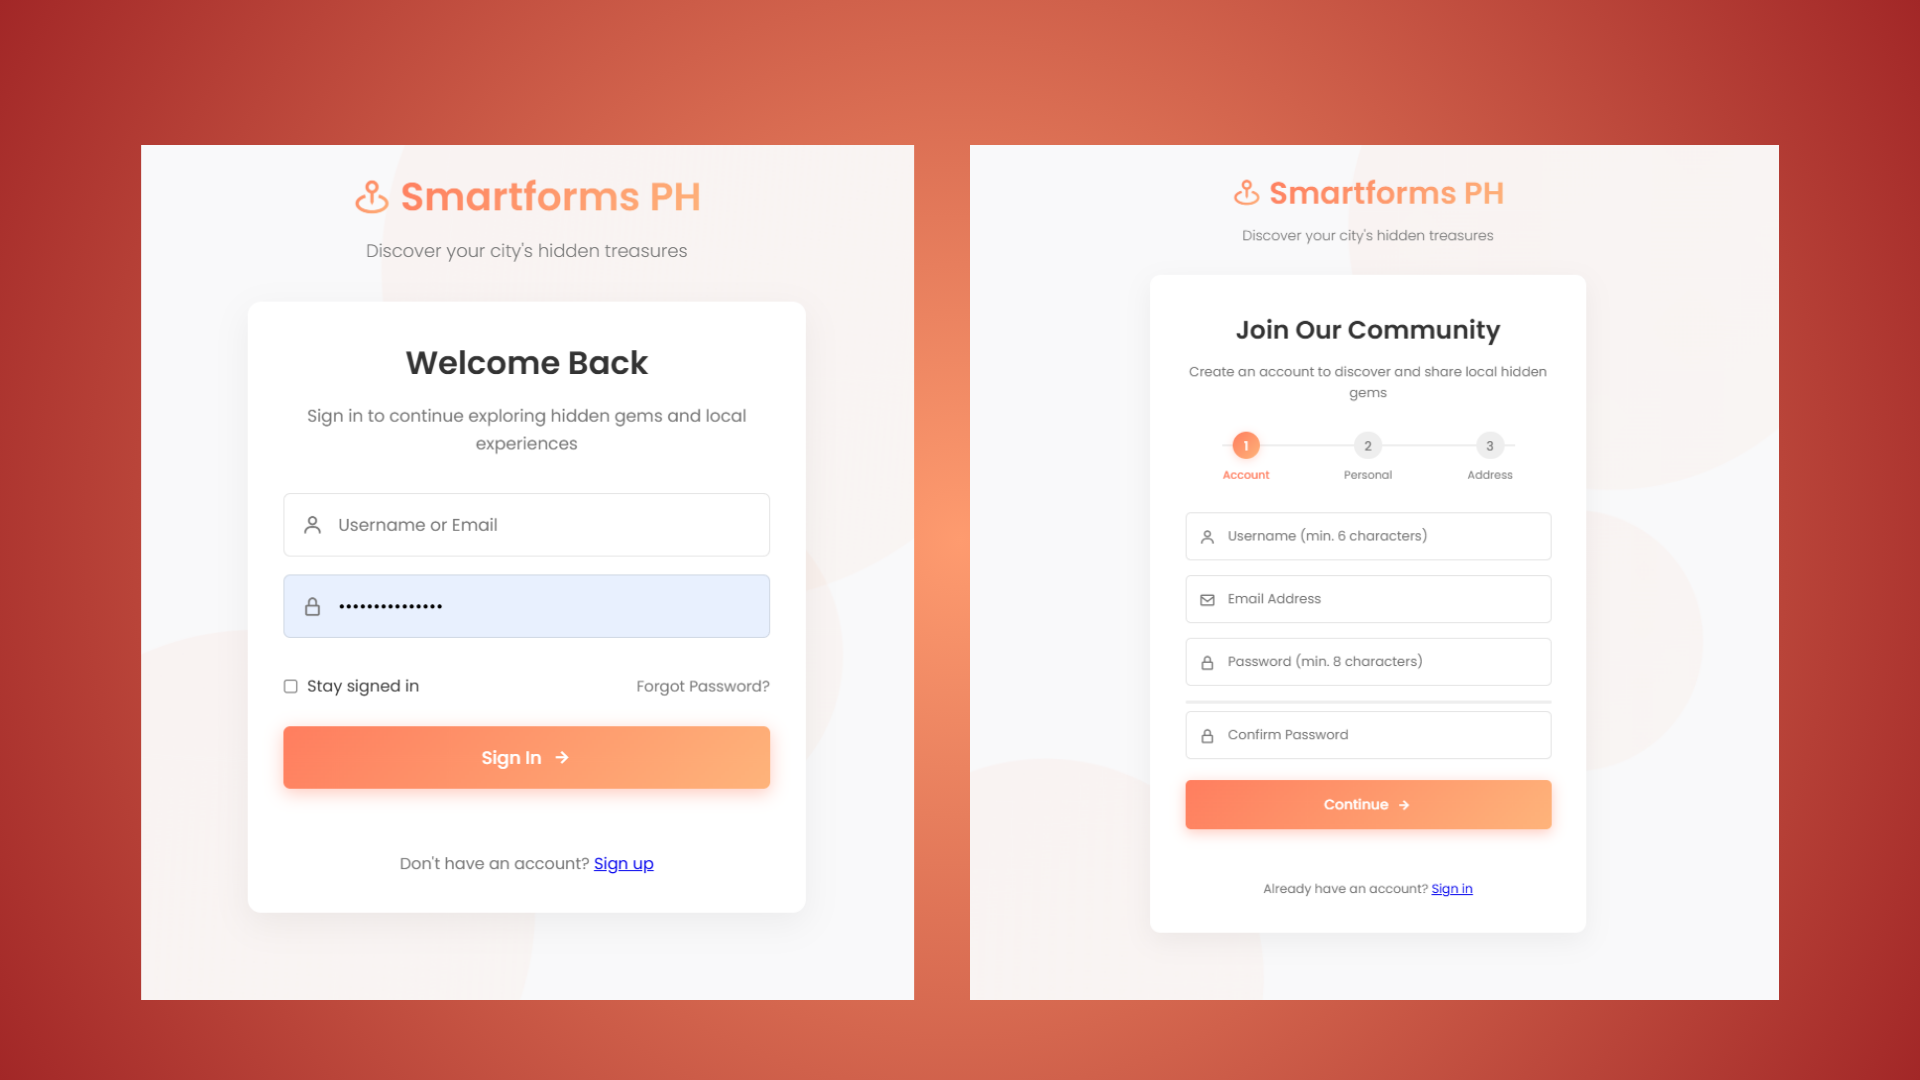 Smartforms PH
Discover your city's hidden treasures
Welcome Back
Sign in to continue exploring hidden gems and local
experiences
Username or Email
•••••••••••••••
Stay signed in
Forgot Password?
Sign In →
Don't have an account? Sign up
Smartforms PH
Discover your city's hidden treasures
Join Our Community
Create an account to discover and share local hidden
gems
1 2 3
Account Personal Address
Username (min. 6 characters)
Email Address
Password (min. 8 characters)
Confirm Password
Continue →
Already have an account? Sign in